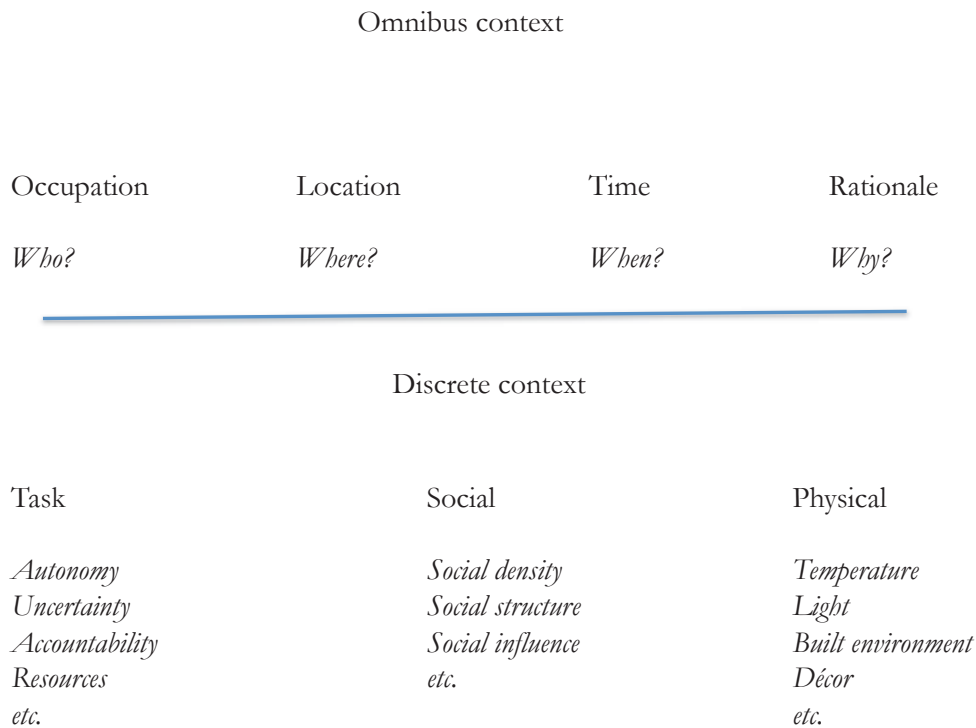 Omnibus context
Occupation Location Time Rationale
Who? Where? When? Why?
Discrete context
Task Social Physical
Autonomy Social density Temperature
Uncertainty Social structure Light
Accountability Social influence Built environment
Resources etc. Décor
etc. etc.